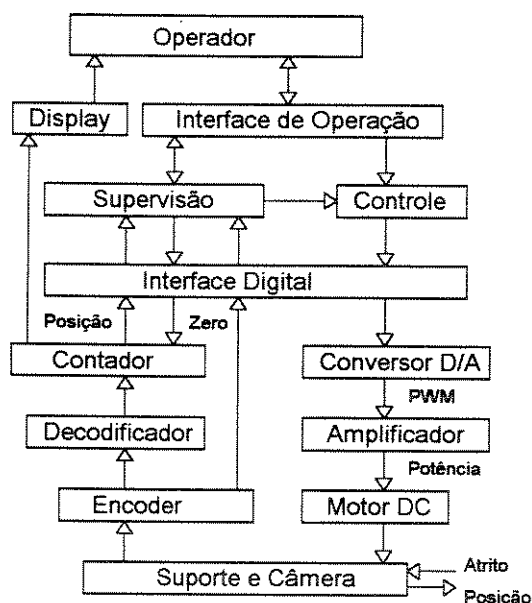 Operador
Display
Interface de Operação
Supervisão
Controle
Interface Digital
Posição
Zero
Contador
Conversor D/A
PWM
Decodificador
Amplificador
Potência
Encoder
Motor DC
Suporte e Câmera
Atrito
Posição